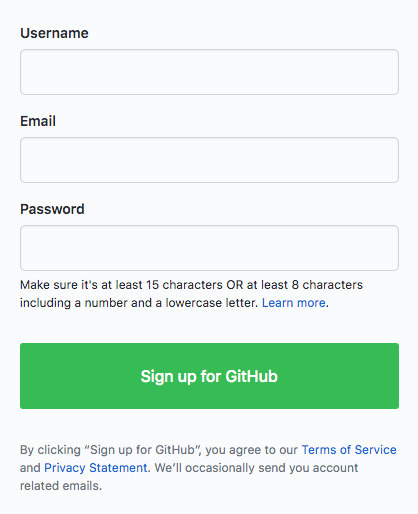 Username
Email
Password
Make sure it's at least 15 characters OR at least 8 characters
including a number and a lowercase letter. Learn more.
Sign up for GitHub
By clicking “Sign up for GitHub”, you agree to our Terms of Service
and Privacy Statement. We’ll occasionally send you account
related emails.